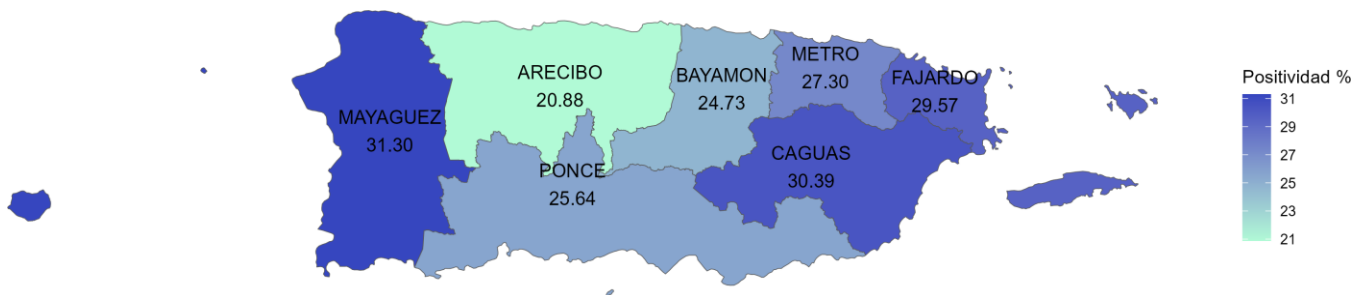 METRO
27.30
ARECIBO
20.88
BAYAMON
24.73
FAJARDO
29.57
MAYAGUEZ
31.30
CAGUAS
30.39
PONCE
25.64
Positividad %
31
29
27
25
23
21